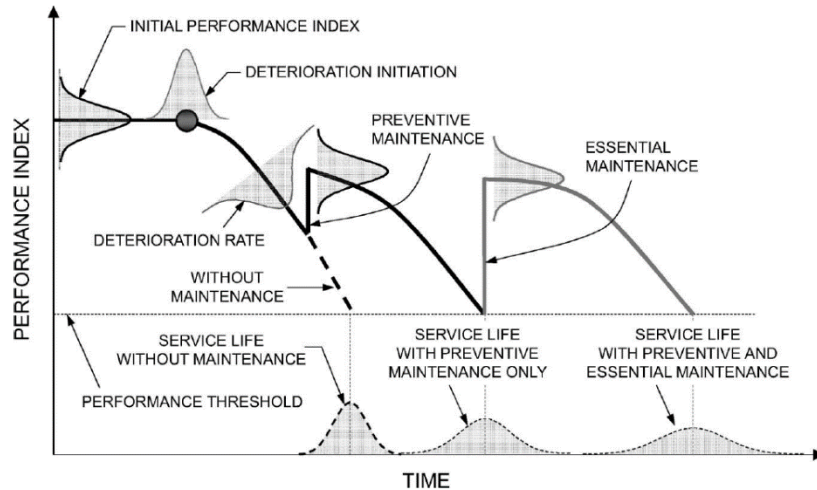 INITIAL PERFORMANCE INDEX
DETERIORATION INITIATION
PREVENTIVE
MAINTENANCE
ESSENTIAL
MAINTENANCE
PERFORMANCE INDEX
DETERIORATION RATE
WITHOUT
MAINTENANCE
SERVICE LIFE
WITHOUT MAINTENANCE
SERVICE LIFE
WITH PREVENTIVE
MAINTENANCE ONLY
SERVICE LIFE
WITH PREVENTIVE AND
ESSENTIAL MAINTENANCE
PERFORMANCE THRESHOLD
TIME